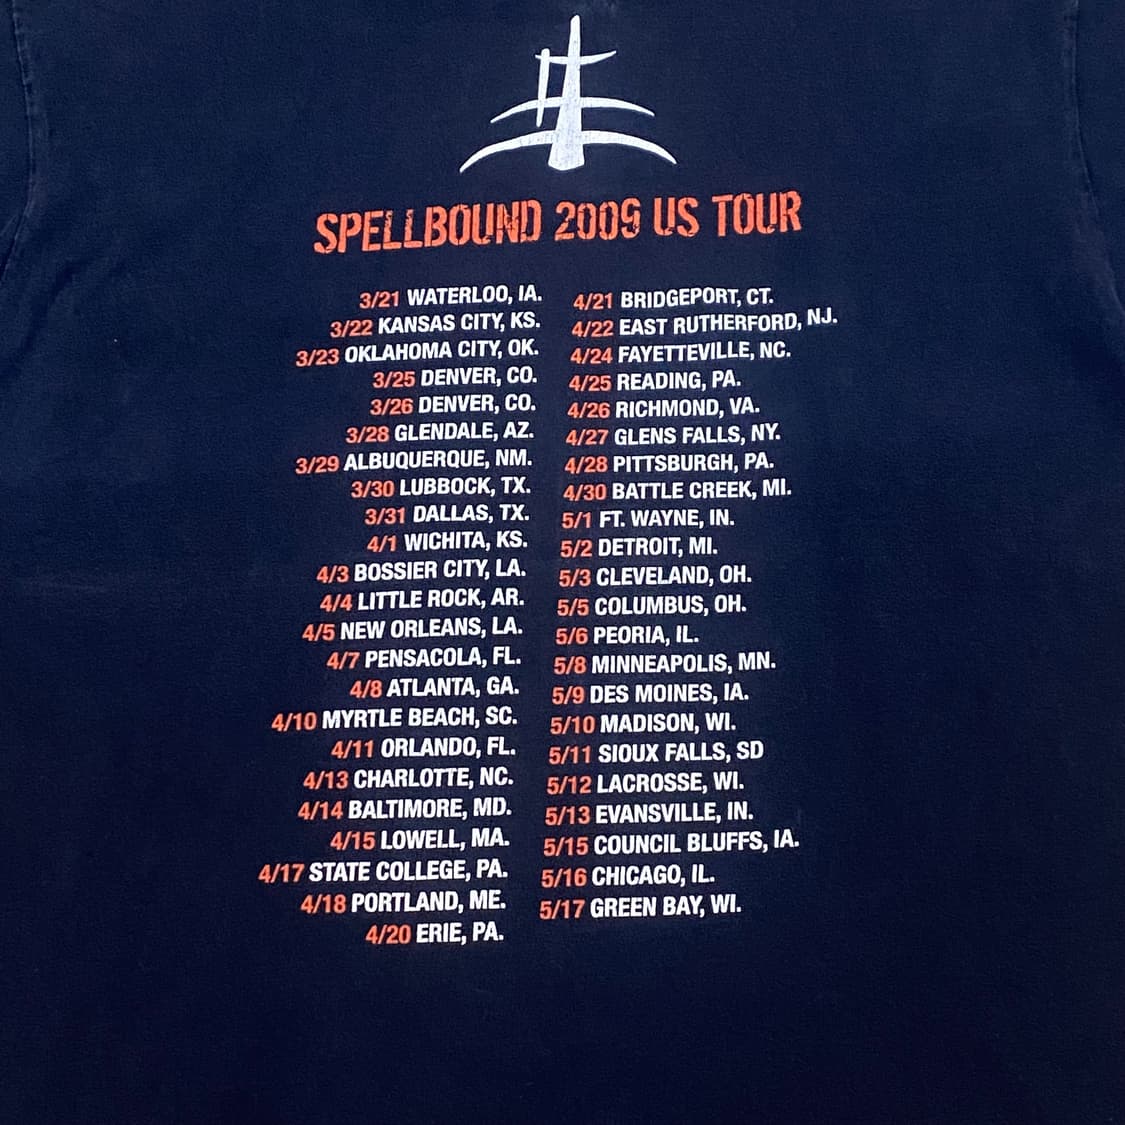 SPELLBOUND 2009 US TOUR
3/21 WATERLOO, IA.
3/22 KANSAS CITY, KS.
3/23 OKLAHOMA CITY, OK.
3/25 DENVER, CO.
3/26 DENVER, CO.
3/28 GLENDALE, AZ.
3/29 ALBUQUERQUE, NM.
3/30 LUBBOCK, TX.
3/31 DALLAS, TX.
4/1 WICHITA, KS.
4/3 BOSSIER CITY, LA.
4/4 LITTLE ROCK, AR.
4/5 NEW ORLEANS, LA.
4/7 PENSACOLA, FL.
4/8 ATLANTA, GA.
4/10 MYRTLE BEACH, SC.
4/11 ORLANDO, FL.
4/13 CHARLOTTE, NC.
4/14 BALTIMORE, MD.
4/15 LOWELL, MA.
4/17 STATE COLLEGE, PA.
4/18 PORTLAND, ME.
4/20 ERIE, PA.
4/21 BRIDGEPORT, CT.
4/22 EAST RUTHERFORD, NJ.
4/24 FAYETTEVILLE, NC.
4/25 READING, PA.
4/26 RICHMOND, VA.
4/27 GLENS FALLS, NY.
4/28 PITTSBURGH, PA.
4/30 BATTLE CREEK, MI.
5/1 FT. WAYNE, IN.
5/2 DETROIT, MI.
5/3 CLEVELAND, OH.
5/5 COLUMBUS, OH.
5/6 PEORIA, IL.
5/8 MINNEAPOLIS, MN.
5/9 DES MOINES, IA.
5/10 MADISON, WI.
5/11 SIOUX FALLS, SD
5/12 LACROSSE, WI.
5/13 EVANSVILLE, IN.
5/15 COUNCIL BLUFFS, IA.
5/16 CHICAGO, IL.
5/17 GREEN BAY, WI.